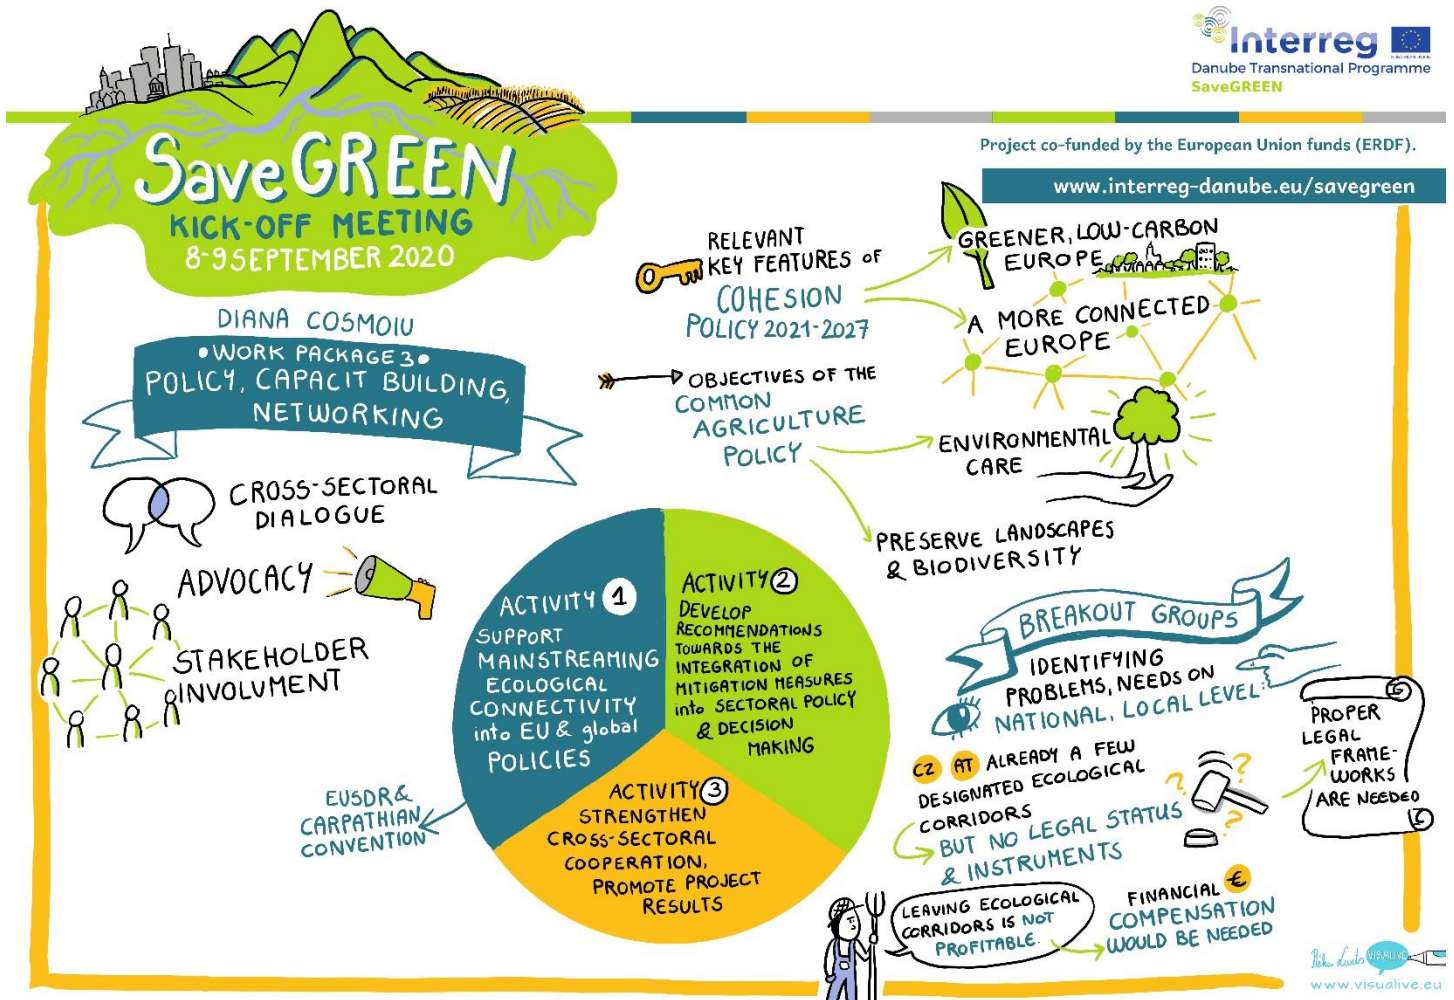 Interreg
Danube Transnational Programme
SaveGREEN
Project co-funded by the European Union funds (ERDF).
www.interreg-danube.eu/savegreen
SaveGREEN
KICK-OFF MEETING
8-9 SEPTEMBER 2020
DIANA COSMOIU
•WORK PACKAGE 3•
POLICY, CAPACIT BUILDING,
NETWORKING
CROSS-SECTORAL
DIALOGUE
ADVOCACY
STAKEHOLDER
INVOLUMENT
RELEVANT
KEY FEATURES OF
COHESION
POLICY 2021-2027
GREENER, LOW-CARBON
EUROPE
A MORE CONNECTED
EUROPE
OBJECTIVES OF THE
COMMON
AGRICULTURE
POLICY
ENVIRONMENTAL
CARE
PRESERVE LANDSCAPES
& BIODIVERSITY
ACTIVITY 1
SUPPORT
MAINSTREAMING
ECOLOGICAL
CONNECTIVITY
into EU & global
POLICIES
EUSDR &
CARPATHIAN
CONVENTION
ACTIVITY 2
DEVELOP
RECOMMENDATIONS
TOWARDS THE
INTEGRATION OF
MITIGATION MEASURES
into SECTORAL POLICY
& DECISION
MAKING
ACTIVITY 3
STRENGTHEN
CROSS-SECTORAL
COOPERATION,
PROMOTE PROJECT
RESULTS
BREAKOUT GROUPS
IDENTIFYING
PROBLEMS, NEEDS ON
NATIONAL, LOCAL LEVEL:
CZ AT ALREADY A FEW
DESIGNATED ECOLOGICAL
CORRIDORS
BUT NO LEGAL STATUS
& INSTRUMENTS
? ? ? ?
PROPER
LEGAL
FRAME-
WORKS
ARE NEEDED
LEAVING ECOLOGICAL
CORRIDORS IS NOT
PROFITABLE.
FINANCIAL €
COMPENSATION
WOULD BE NEEDED
VISUALIVE
www.visualive.eu